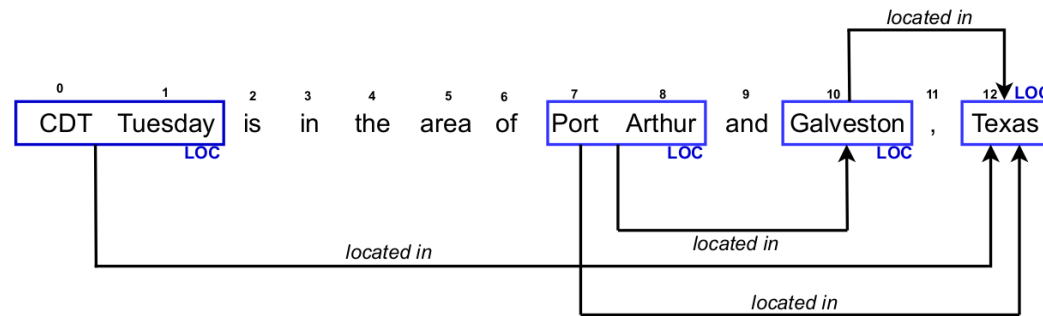 located in
0 1 2 3 4 5 6 7 8 9 10 11 12 LOC
CDT Tuesday is in the area of Port Arthur and Galveston , Texas
LOC LOC LOC
located in
located in
located in